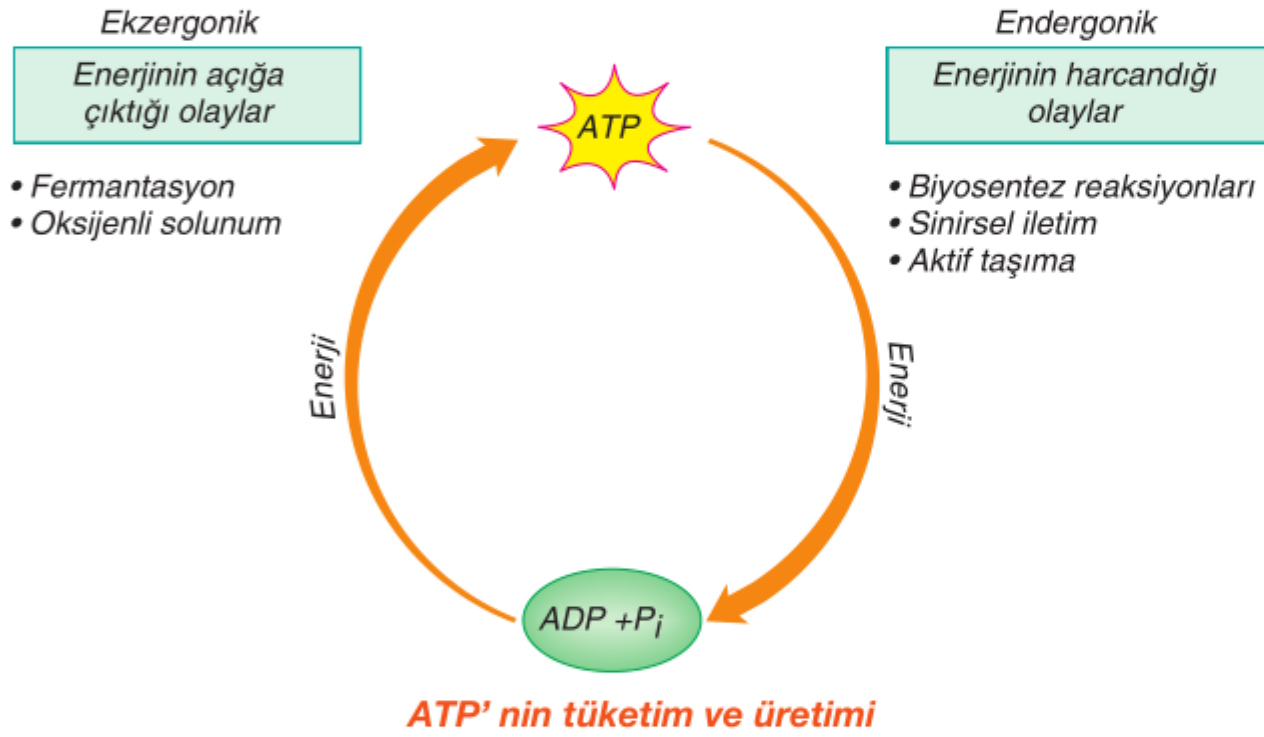 Ekzergonik
Enerjinin açığa
çıktığı olaylar
• Fermantasyon
• Oksijenli solunum
ATP
Endergonik
Enerjinin harcandığı
olaylar
• Biyosentez reaksiyonları
• Sinirsel iletim
• Aktif taşıma
Enerji
Enerji
ADP +Pi
ATP’ nin tüketim ve üretimi